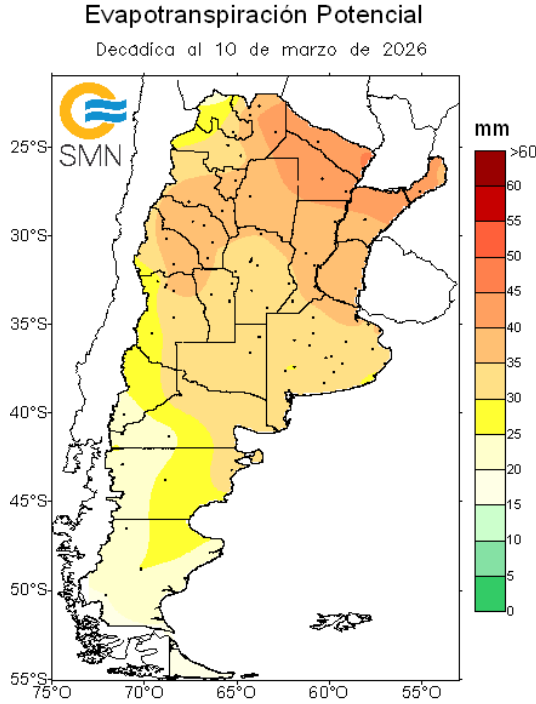 Evapotranspiración Potencial
Decádica al 10 de marzo de 2026
SMN
mm
>60
60
55
50
45
40
35
30
25
20
15
10
5
0
25°S
30°S
35°S
40°S
45°S
50°S
55°S
75°O 70°O 65°O 60°O 55°O